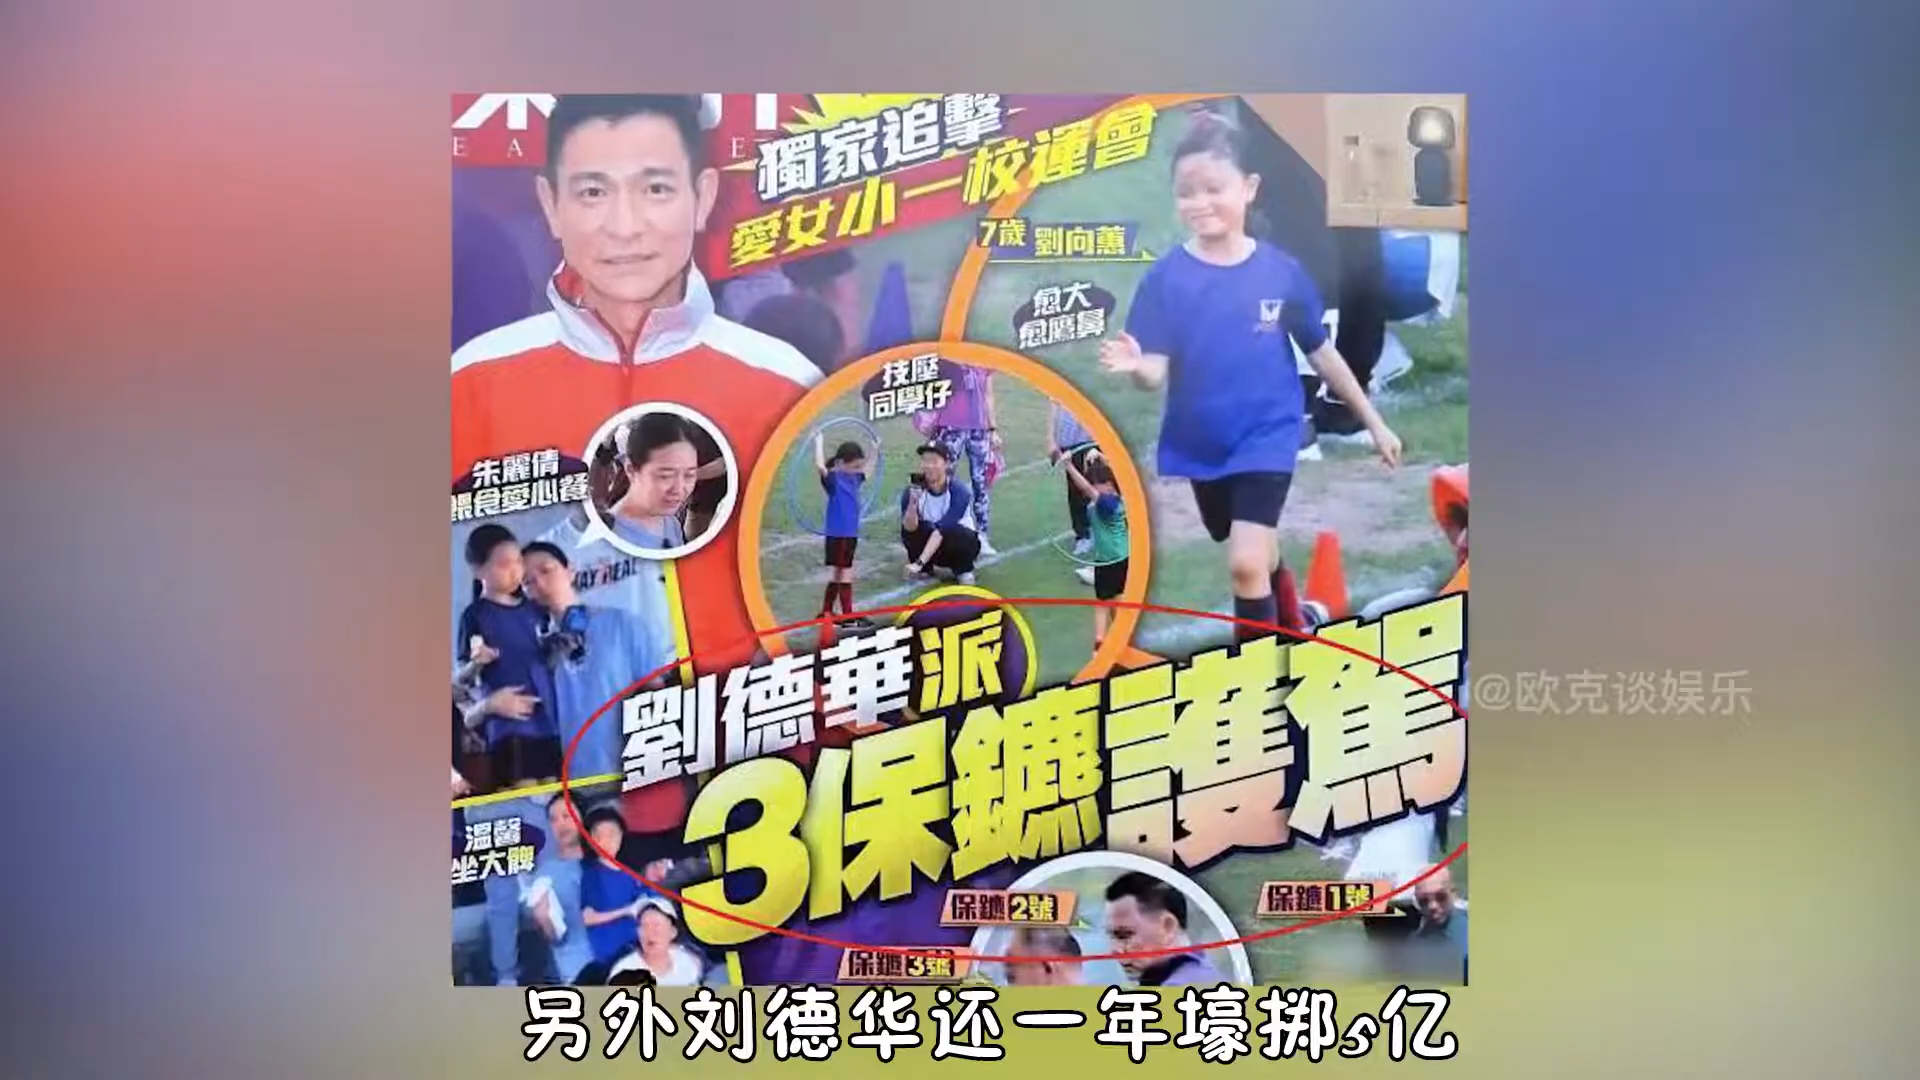 E A
E
獨家追擊
愛女小一校運會
7歲 劉向蕙
愈大
愈鷹鼻
技壓
同學仔
朱麗倩
餵食愛心餐
劉德華派
3保鑣護駕
溫馨
坐大髀
保鑣2號
保鑣1號
保鑣3號
@欧克谈娱乐
另外刘德华还一年壕掷5亿